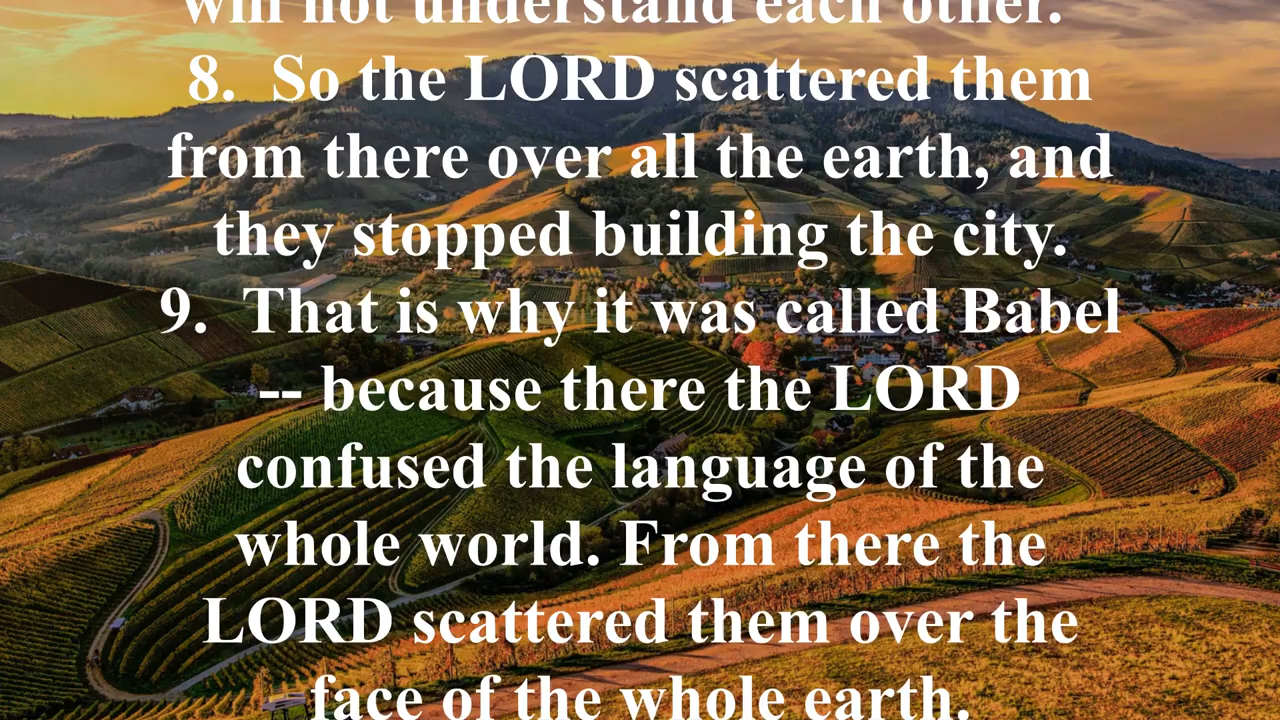 will not understand each other.
8. So the LORD scattered them
from there over all the earth, and
they stopped building the city.
9. That is why it was called Babel
-- because there the LORD
confused the language of the
whole world. From there the
LORD scattered them over the
face of the whole earth.